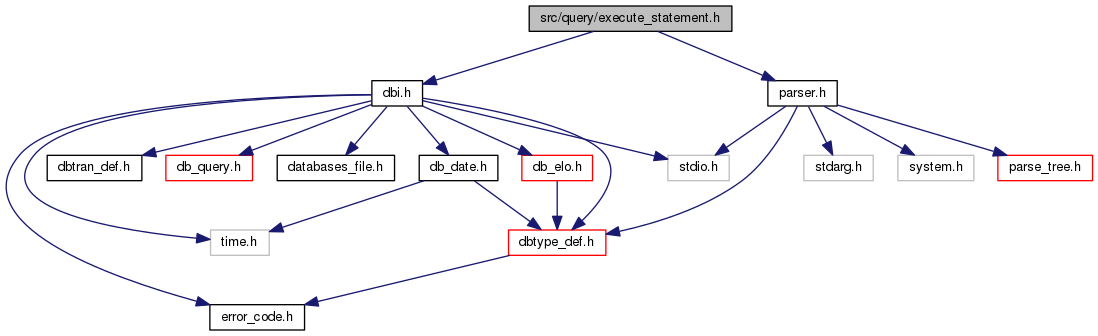 src/query/execute_statement.h
dbi.h
parser.h
dbtran_def.h
db_query.h
databases_file.h
db_date.h
db_elo.h
stdio.h
stdarg.h
system.h
parse_tree.h
time.h
dbtype_def.h
error_code.h